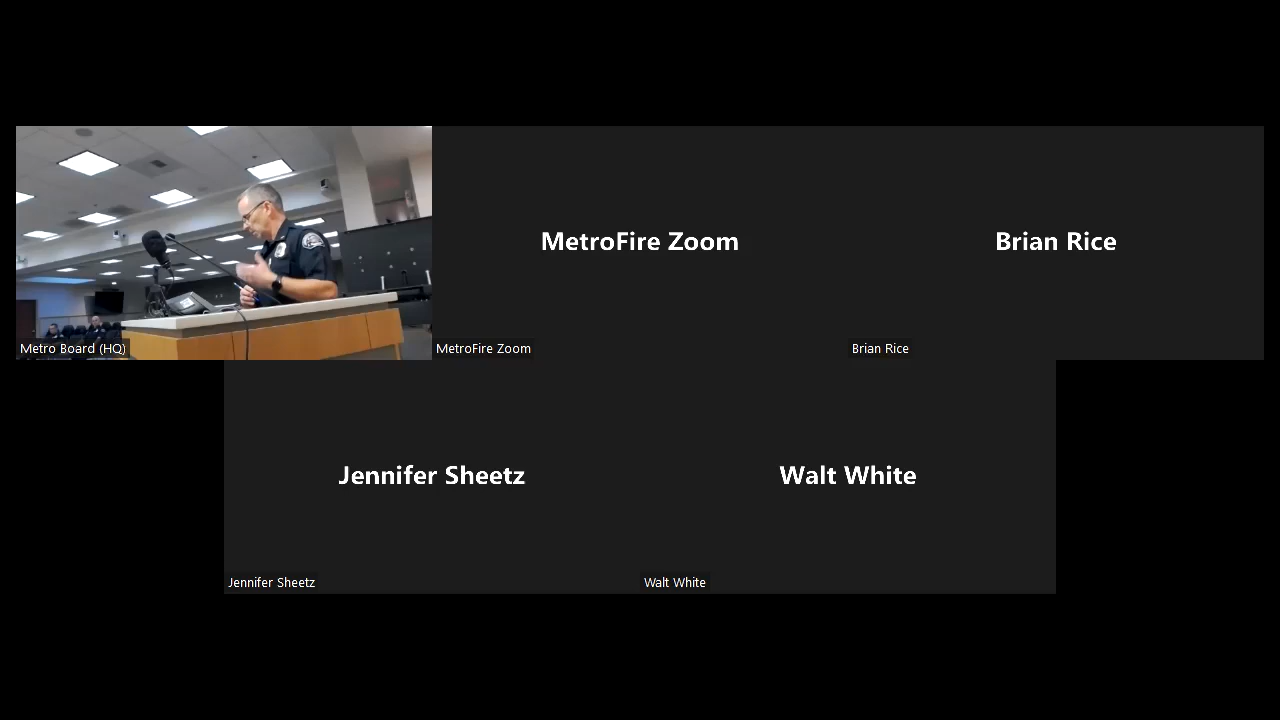 MetroFire Zoom
Brian Rice
Metro Board (HQ)
MetroFire Zoom
Brian Rice
Jennifer Sheetz
Walt White
Jennifer Sheetz
Walt White